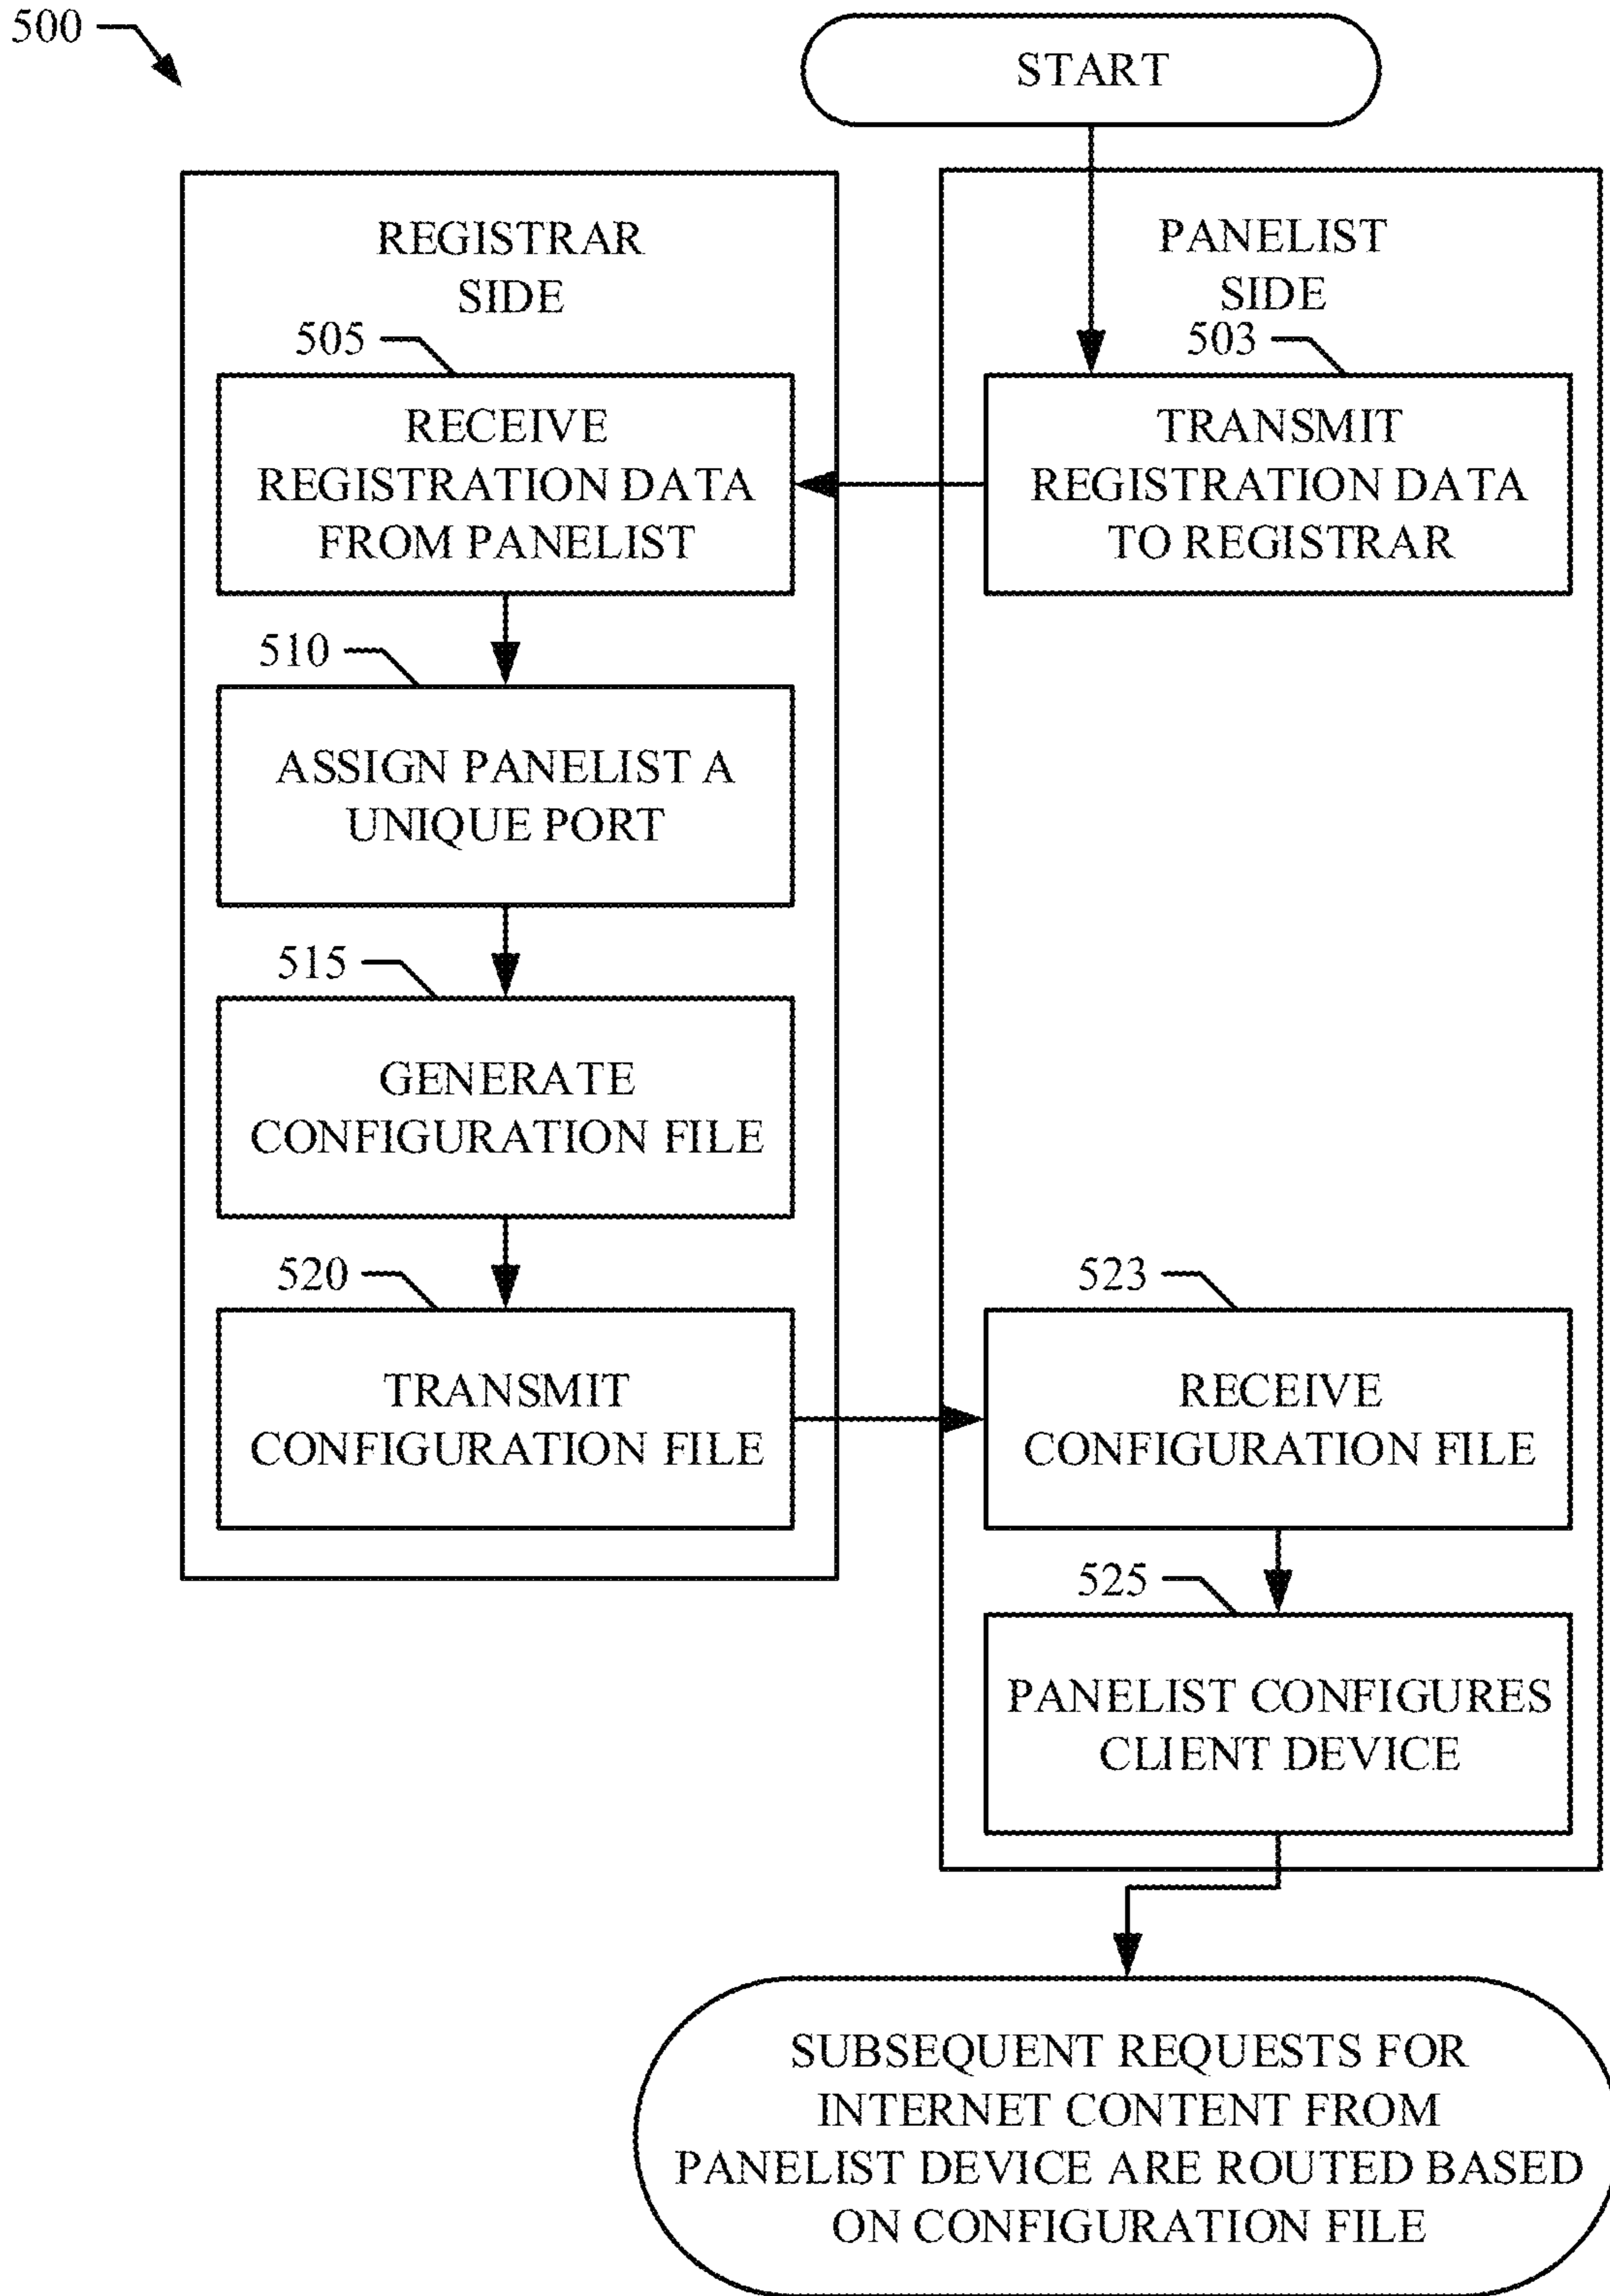 500
START
REGISTRAR
SIDE
PANELIST
SIDE
503
TRANSMIT
REGISTRATION DATA
TO REGISTRAR
505
RECEIVE
REGISTRATION DATA
FROM PANELIST
510
ASSIGN PANELIST A
UNIQUE PORT
515
GENERATE
CONFIGURATION FILE
520
TRANSMIT
CONFIGURATION FILE
523
RECEIVE
CONFIGURATION FILE
525
PANELIST CONFIGURES
CLIENT DEVICE
SUBSEQUENT REQUESTS FOR
INTERNET CONTENT FROM
PANELIST DEVICE ARE ROUTED BASED
ON CONFIGURATION FILE